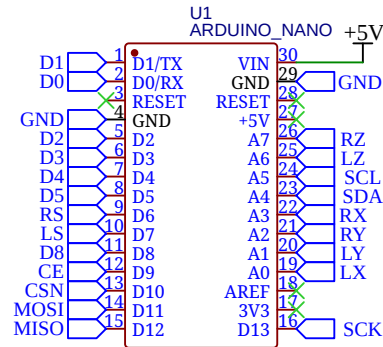 U1
ARDUINO_NANO
+5V
D1 1 D1/TX VIN 30
D0 2 D0/RX GND 29 GND
3 RESET RESET 28
GND 4 GND +5V 27
D2 5 D2 A7 26 RZ
D3 6 D3 A6 25 LZ
D4 7 D4 A5 24 SCL
D5 8 D5 A4 23 SDA
RS 9 D6 A3 22 RX
LS 10 D7 A2 21 RY
D8 11 D8 A1 20 LY
CE 12 D9 A0 19 LX
CSN 13 D10 AREF 18
MOSI 14 D11 3V3 17
MISO 15 D12 D13 16 SCK